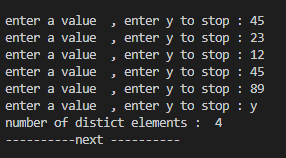 enter a value  , enter y to stop : 45
enter a value  , enter y to stop : 23
enter a value  , enter y to stop : 12
enter a value  , enter y to stop : 45
enter a value  , enter y to stop : 89
enter a value  , enter y to stop : y
number of distict elements :  4
----------next ----------